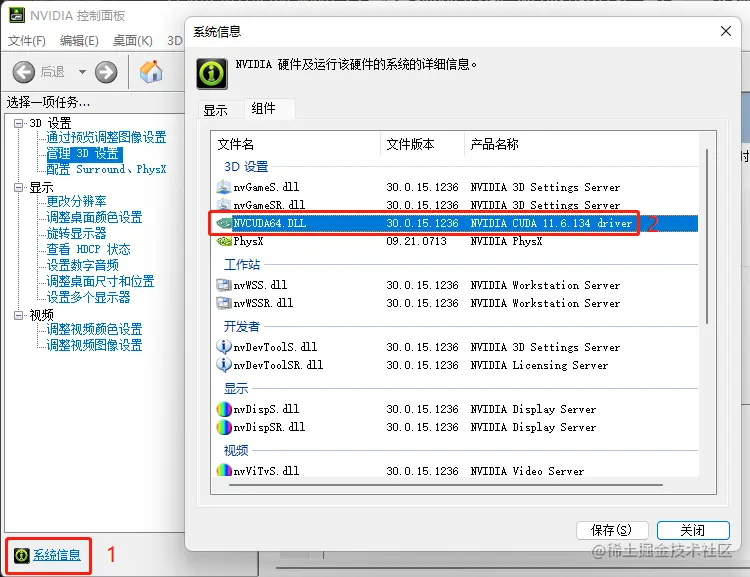 NVIDIA 控制面板
文件(F) 编辑(E) 桌面(K) 3D
后退
选择一项任务...
3D 设置
通过预览调整图像设置
管理 3D 设置
配置 Surround、PhysX
显示
更改分辨率
调整桌面颜色设置
旋转显示器
查看 HDCP 状态
设置数字音频
调整桌面尺寸和位置
设置多个显示器
视频
调整视频颜色设置
调整视频图像设置
系统信息 1
系统信息
NVIDIA 硬件及运行该硬件的系统的详细信息。
显示 组件
文件名 文件版本 产品名称
3D 设置
nvGameS.dll 30.0.15.1236 NVIDIA 3D Settings Server
nvGameSR.dll 30.0.15.1236 NVIDIA 3D Settings Server
NVCUDA64.DLL 30.0.15.1236 NVIDIA CUDA 11.6.134 driver 2
PhysX 09.21.0713 NVIDIA PhysX
工作站
nvWSS.dll 30.0.15.1236 NVIDIA Workstation Server
nvWSSR.dll 30.0.15.1236 NVIDIA Workstation Server
开发者
nvDevToolS.dll 30.0.15.1236 NVIDIA 3D Settings Server
nvDevToolSR.dll 30.0.15.1236 NVIDIA Licensing Server
显示
nvDispS.dll 30.0.15.1236 NVIDIA Display Server
nvDispSR.dll 30.0.15.1236 NVIDIA Display Server
视频
nvViTvS.dll 30.0.15.1236 NVIDIA Video Server
保存(S) 关闭
@稀土掘金技术社区